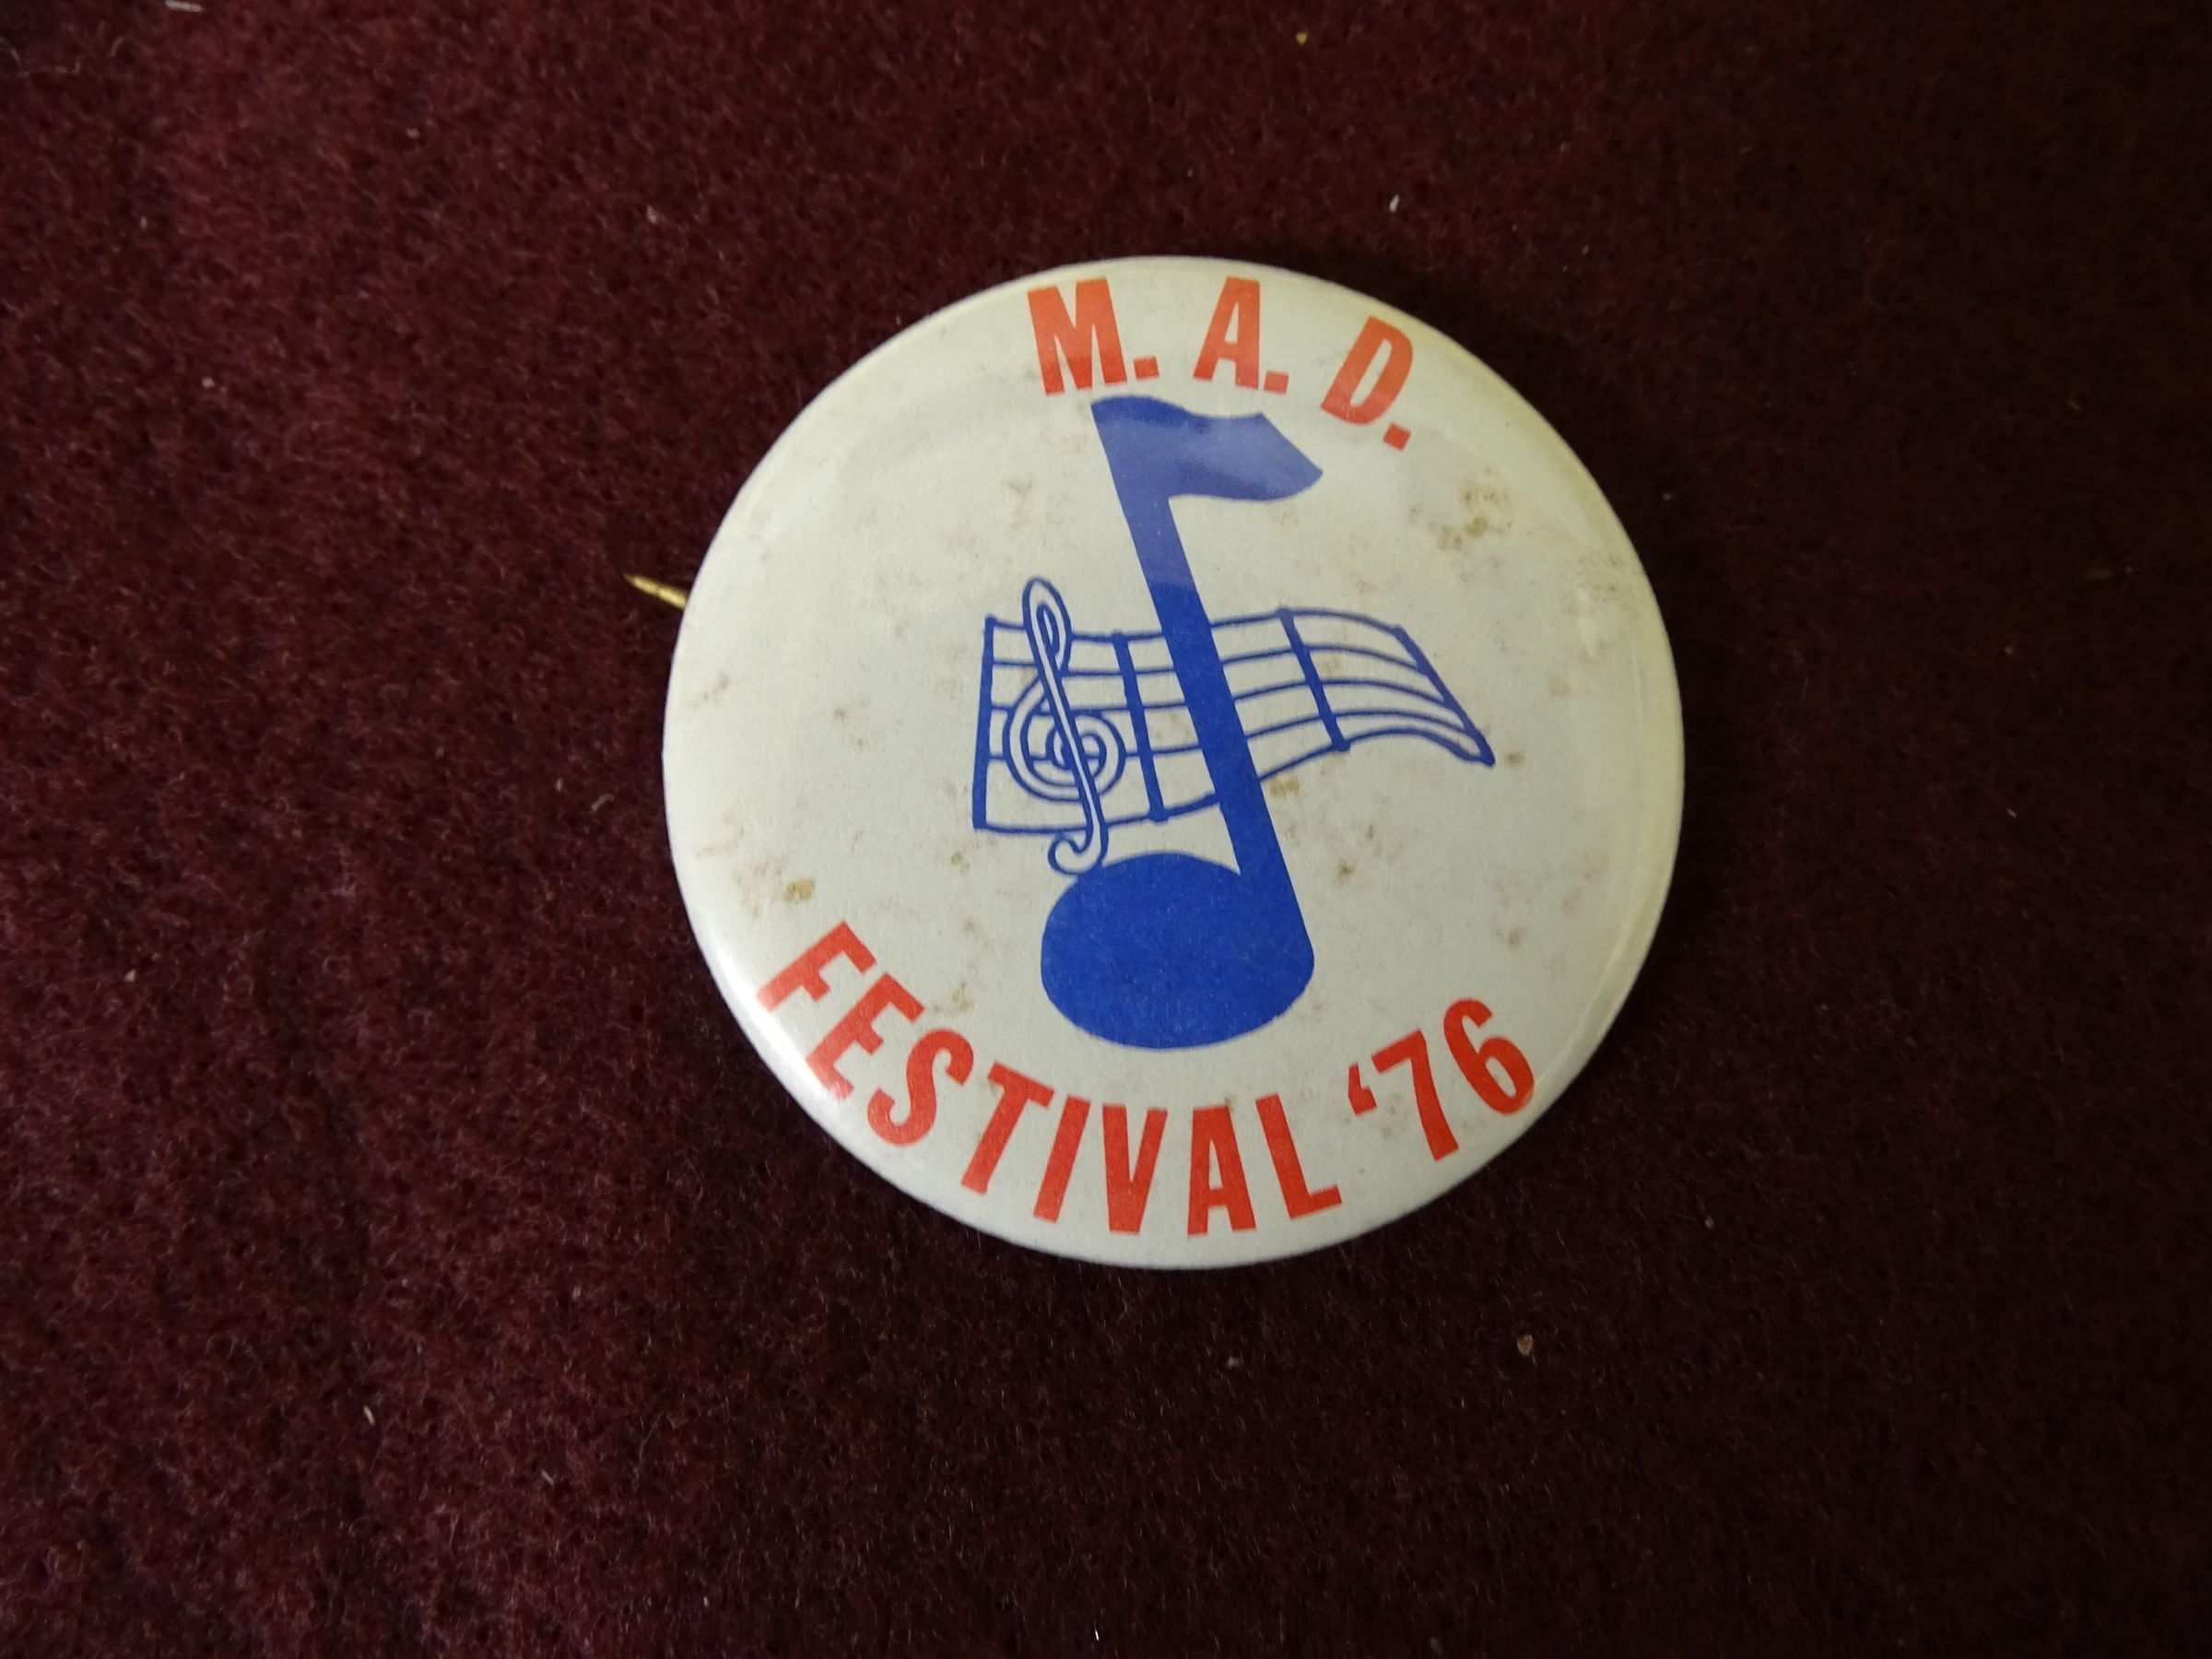 M. A. D.
FESTIVAL '76